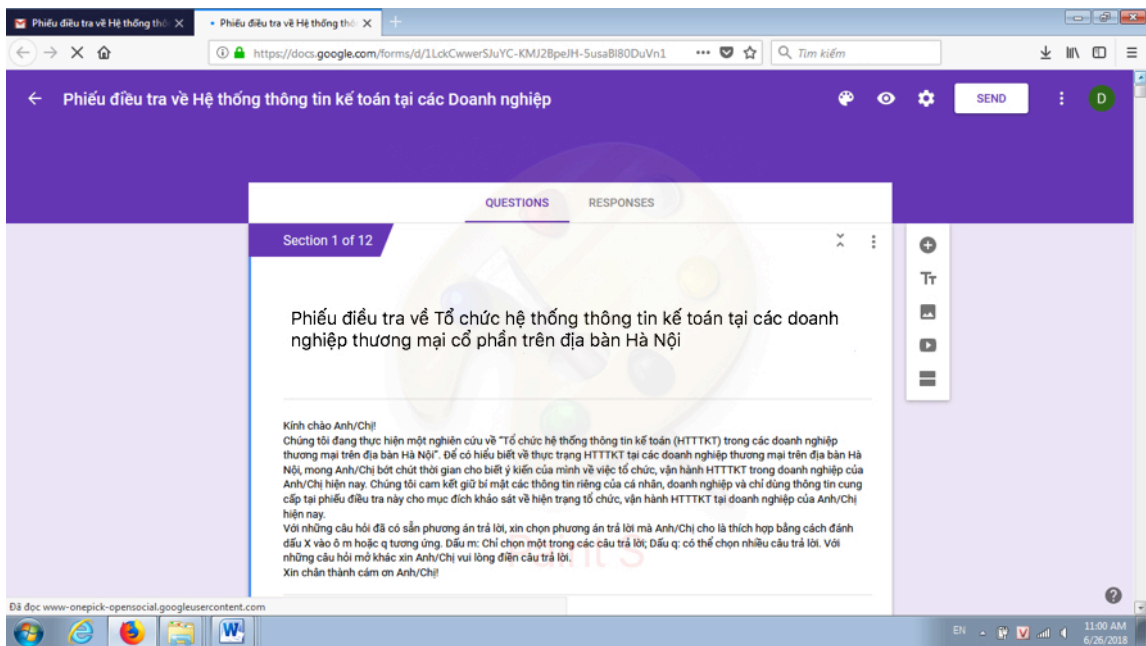 Phiếu điều tra về Hệ thống thô
Phiếu điều tra về Hệ thống thô
https://docs.google.com/forms/d/1LckCwwerSJuYC-KMJ2BpeJH-5usaBl80DuVn1
Tìm kiếm
Phiếu điều tra về Hệ thống thông tin kế toán tại các Doanh nghiệp
SEND
D
QUESTIONS RESPONSES
Section 1 of 12
Phiếu điều tra về Tổ chức hệ thống thông tin kế toán tại các doanh
nghiệp thương mại cổ phần trên địa bàn Hà Nội
Kính chào Anh/Chị!
Chúng tôi đang thực hiện một nghiên cứu về "Tổ chức hệ thống thông tin kế toán (HTTTKT) trong các doanh nghiệp
thương mại trên địa bàn Hà Nội". Để có hiểu biết về thực trạng HTTTKT tại các doanh nghiệp thương mại trên địa bàn Hà
Nội, mong Anh/Chị bớt chút thời gian cho biết ý kiến của mình về việc tổ chức, vận hành HTTTKT trong doanh nghiệp của
Anh/Chị hiện nay. Chúng tôi cam kết giữ bí mật các thông tin riêng của cá nhân, doanh nghiệp và chỉ dùng thông tin cung
cấp tại phiếu điều tra này cho mục đích khảo sát về hiện trạng tổ chức, vận hành HTTTKT tại doanh nghiệp của Anh/Chị
hiện nay.
Với những câu hỏi đã có sẵn phương án trả lời, xin chọn phương án trả lời mà Anh/Chị cho là thích hợp bằng cách đánh
dấu X vào ô m hoặc q tương ứng. Dấu m: Chỉ chọn một trong các câu trả lời; Dấu q: có thể chọn nhiều câu trả lời. Với
những câu hỏi mở khác xin Anh/Chị vui lòng điền câu trả lời.
Xin chân thành cám ơn Anh/Chị!
Paint S
Đã đọc www-onepick-opensocial.googleusercontent.com
EN
11:00 AM
6/26/2018